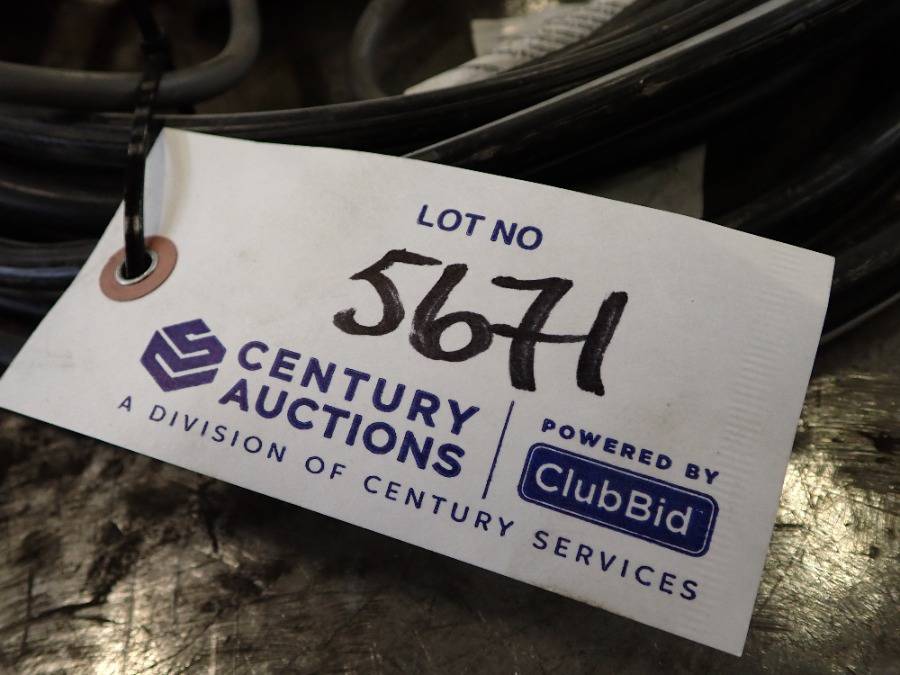 LOT NO
5671
CENTURY
AUCTIONS
A DIVISION OF CENTURY SERVICES
POWERED BY
ClubBid